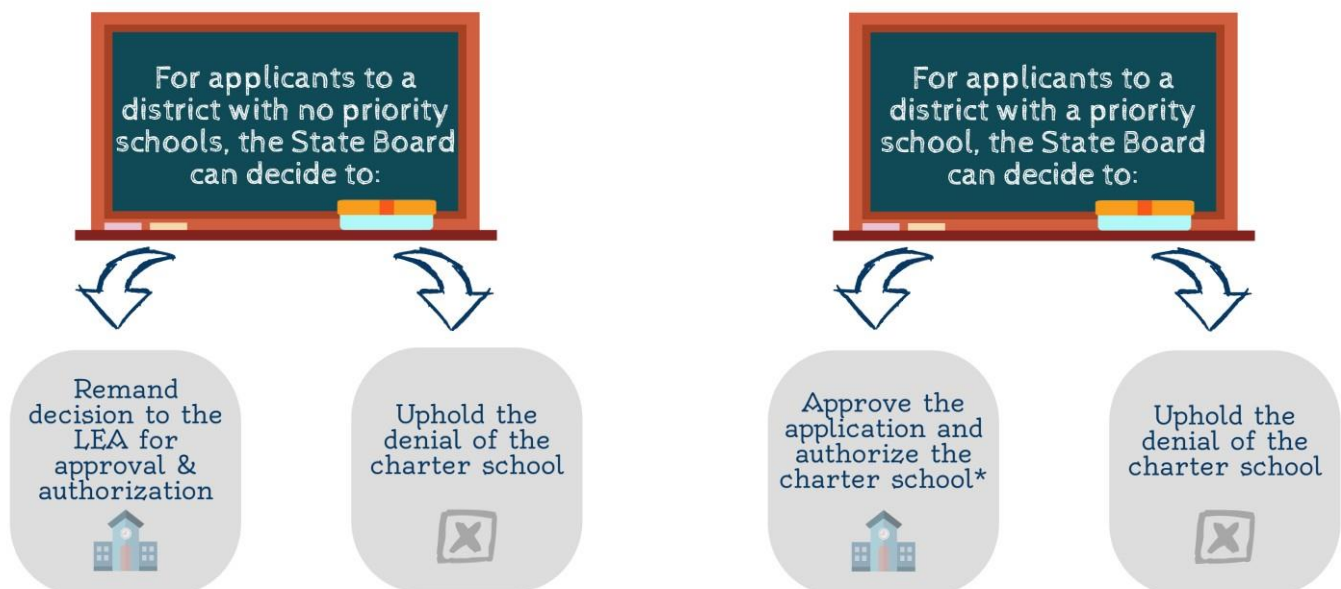 For applicants to a
district with no priority
schools, the State Board
can decide to:
Remand
decision to the
LEA for
approval &
authorization
Uphold the
denial of the
charter school
For applicants to a
district with a priority
school, the State Board
can decide to:
Approve the
application and
authorize the
charter school*
Uphold the
denial of the
charter school